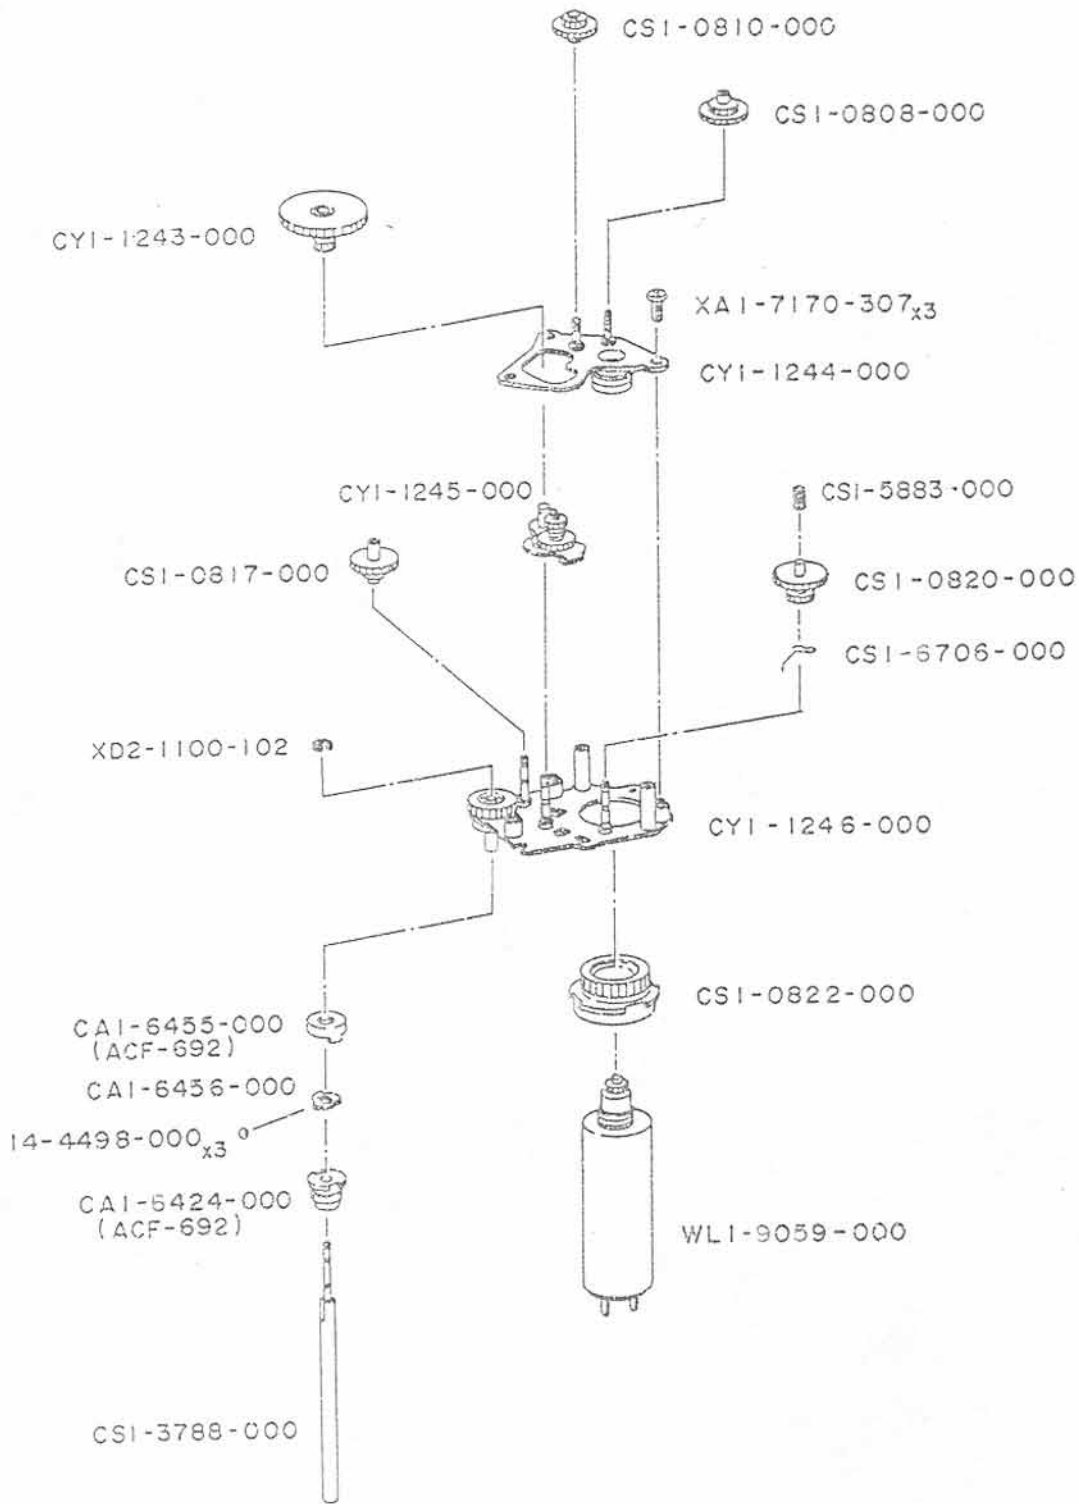 CS1-0810-000
CS1-0808-000
CY1-1243-000
XA1-7170-307x3
CY1-1244-000
CY1-1245-000
CS1-5883-000
CS1-0817-000
CS1-0820-000
CS1-6706-000
XD2-1100-102
CY1-1246-000
CS1-0822-000
CA1-6455-000
(ACF-692)
CA1-6456-000
14-4498-000x3
CA1-6424-000
(ACF-692)
WL1-9059-000
CS1-3788-000